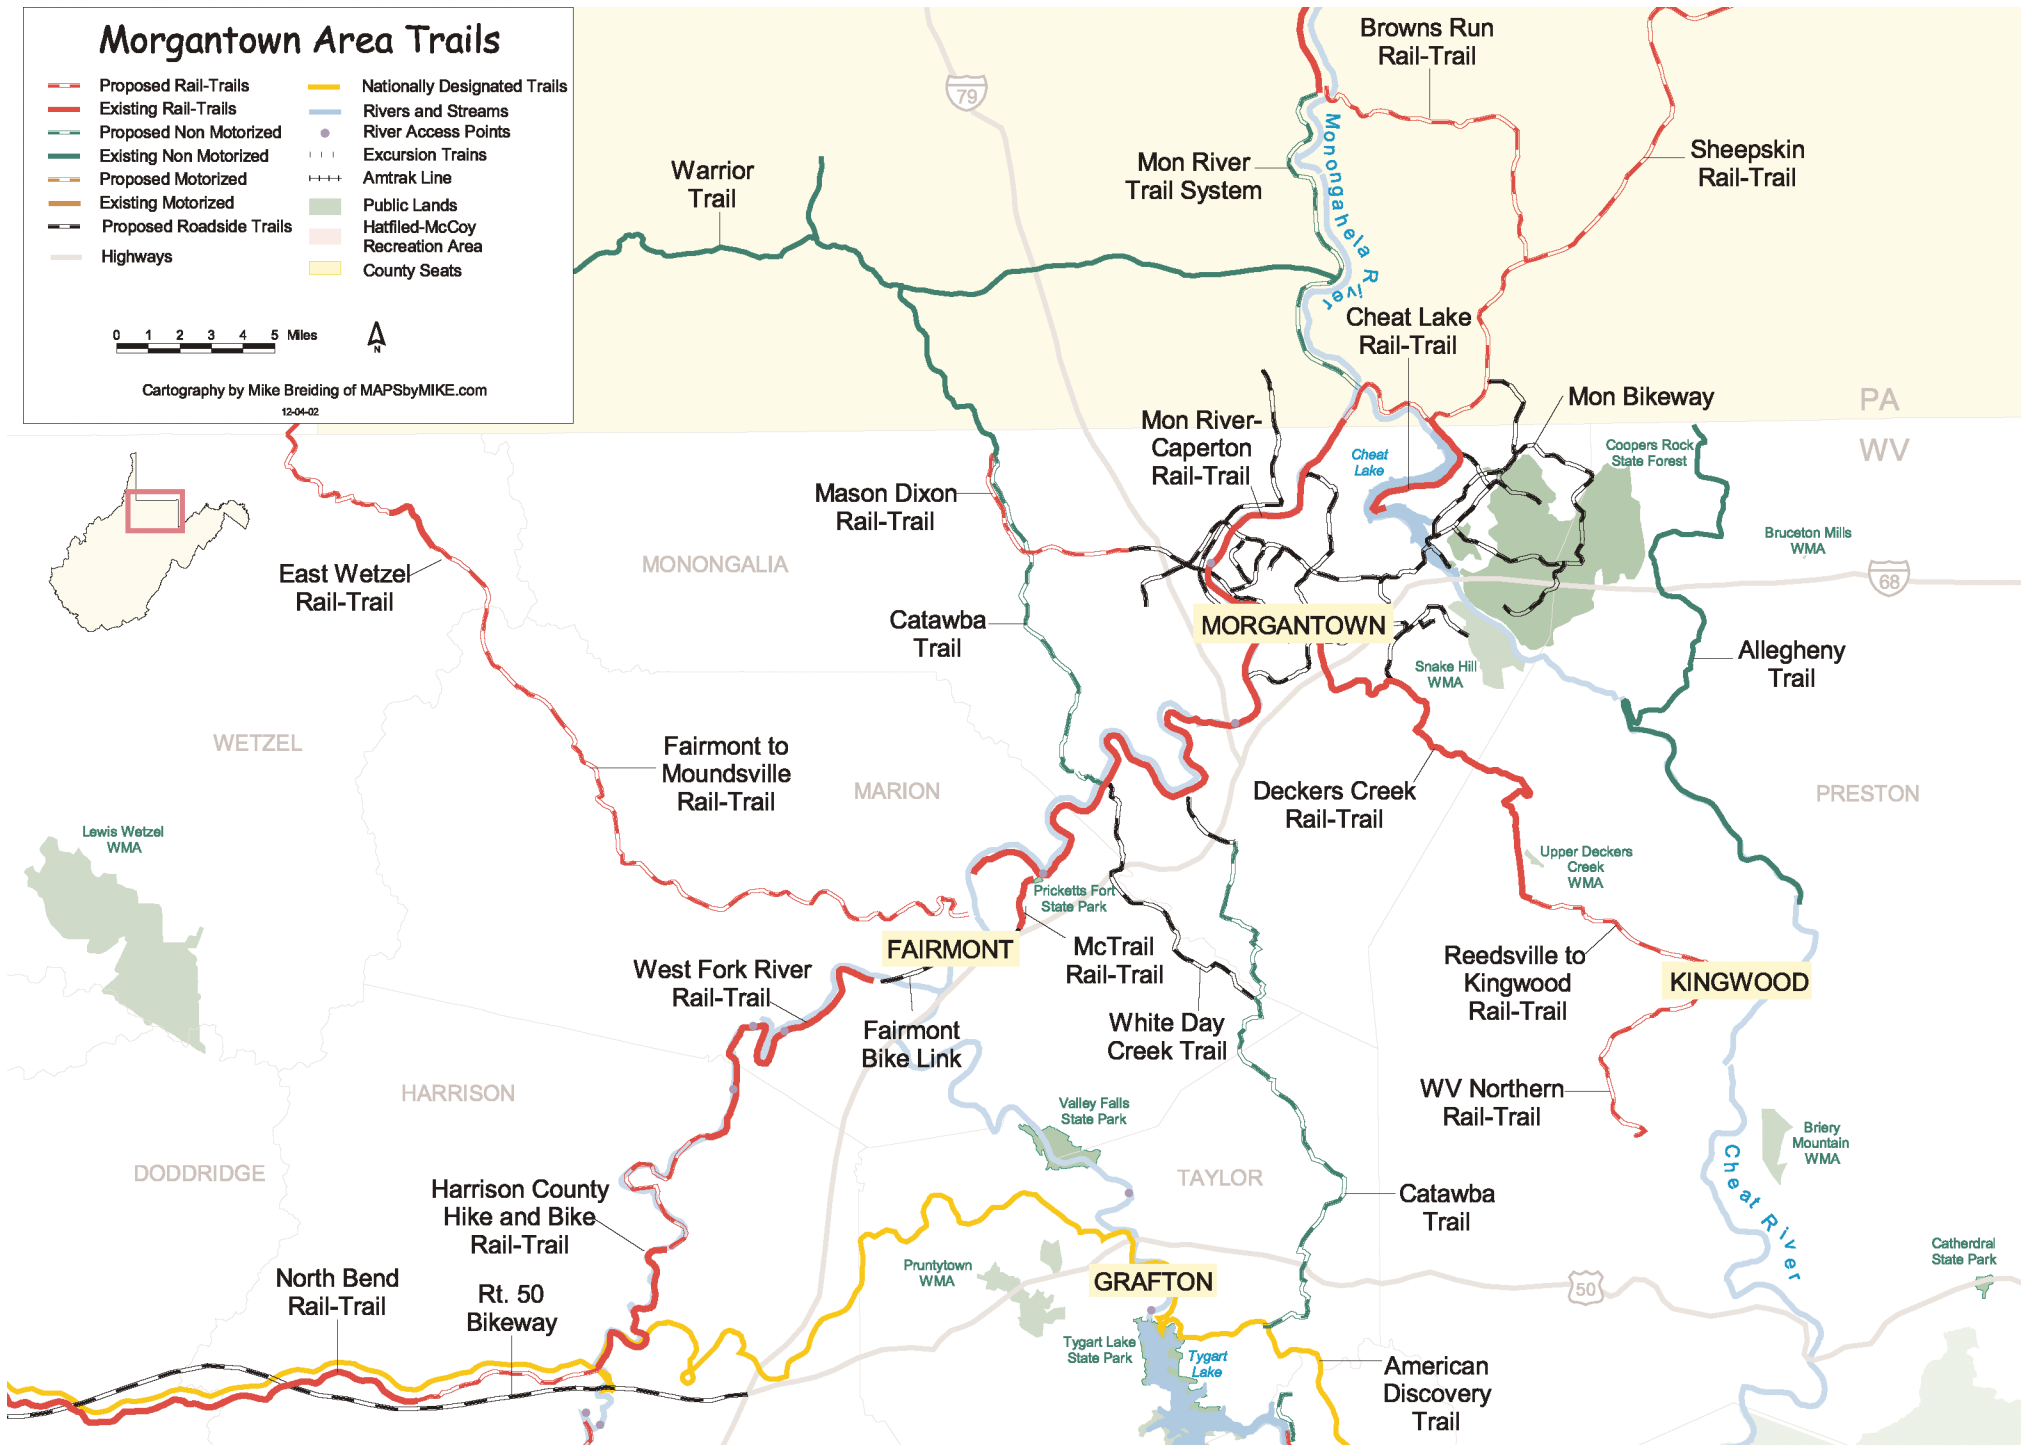 Morgantown Area Trails
Proposed Rail-Trails
Existing Rail-Trails
Proposed Non Motorized
Existing Non Motorized
Proposed Motorized
Existing Motorized
Proposed Roadside Trails
Highways
Nationally Designated Trails
Rivers and Streams
River Access Points
Excursion Trains
Amtrak Line
Public Lands
Hatfiled-McCoy
Recreation Area
County Seats
0 1 2 3 4 5 Miles
N
Cartography by Mike Breiding of MAPSbyMIKE.com
12-04-02
79
Browns Run
Rail-Trail
Sheepskin
Rail-Trail
Mon River
Trail System
Monongahela River
Warrior
Trail
Cheat Lake
Rail-Trail
Mon Bikeway
PA
WV
Mon River-
Caperton
Rail-Trail
Cheat
Lake
Coopers Rock
State Forest
Mason Dixon
Rail-Trail
Bruceton Mills
WMA
68
MONONGALIA
East Wetzel
Rail-Trail
Catawba
Trail
MORGANTOWN
Snake Hill
WMA
Allegheny
Trail
WETZEL
Fairmont to
Moundsville
Rail-Trail
MARION
Deckers Creek
Rail-Trail
PRESTON
Lewis Wetzel
WMA
Upper Deckers
Creek
WMA
Pricketts Fort
State Park
FAIRMONT
McTrail
Rail-Trail
West Fork River
Rail-Trail
Reedsville to
Kingwood
Rail-Trail
KINGWOOD
Fairmont
Bike Link
White Day
Creek Trail
HARRISON
WV Northern
Rail-Trail
Valley Falls
State Park
Briery
Mountain
WMA
Cheat River
DODDRIDGE
TAYLOR
Harrison County
Hike and Bike
Rail-Trail
Catawba
Trail
Catherdral
State Park
Pruntytown
WMA
GRAFTON
50
North Bend
Rail-Trail
Rt. 50
Bikeway
Tygart Lake
State Park
Tygart
Lake
American
Discovery
Trail